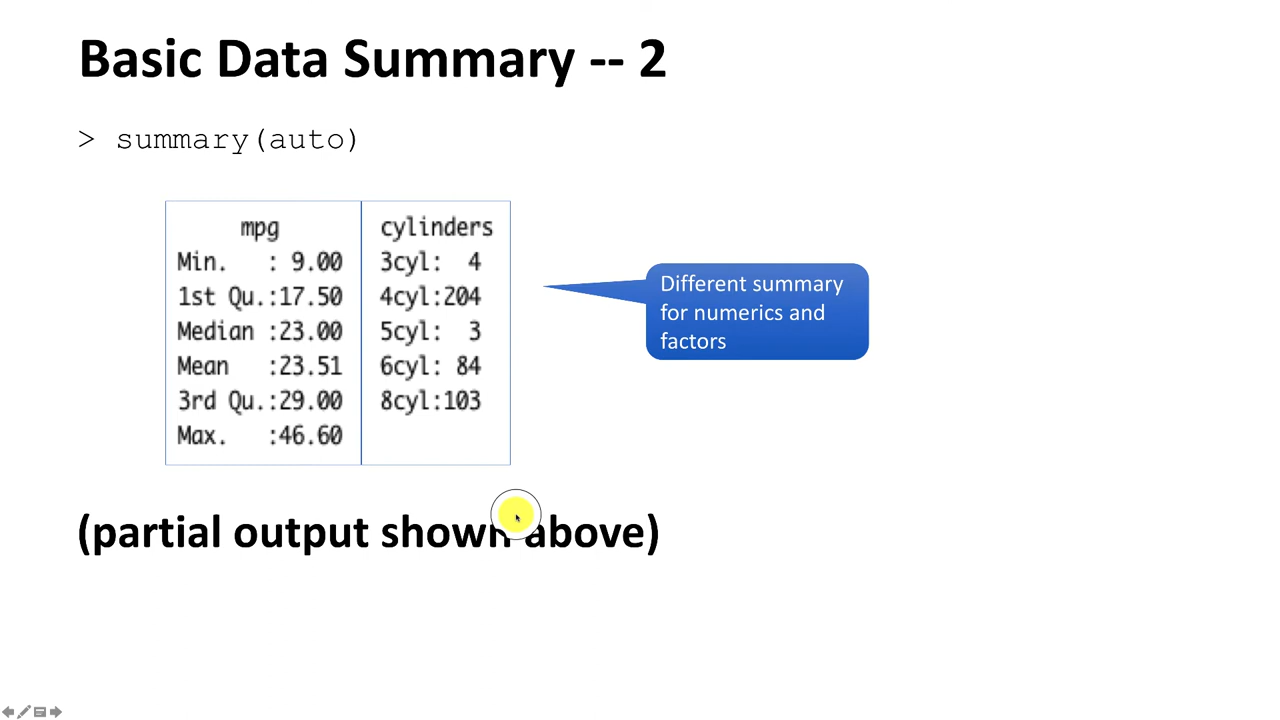 Basic Data Summary -- 2
> summary(auto)
mpg cylinders
Min. : 9.00 3cyl: 4
1st Qu.:17.50 4cyl:204
Median :23.00 5cyl: 3
Mean :23.51 6cyl: 84
3rd Qu.:29.00 8cyl:103
Max. :46.60
Different summary
for numerics and
factors
(partial output shown above)